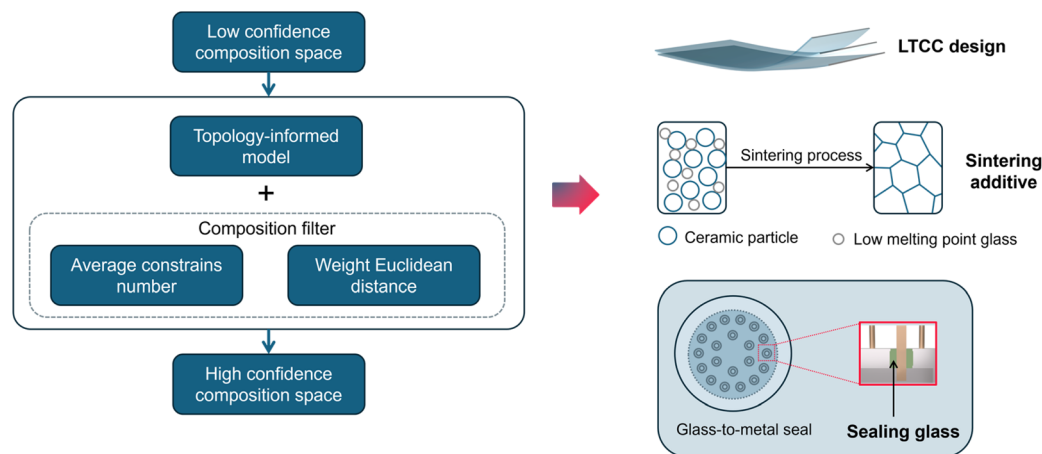 Low confidence
composition space
Topology-informed
model
+
Composition filter
Average constrains
number
Weight Euclidean
distance
High confidence
composition space
LTCC design
Sintering process
Sintering
additive
Ceramic particle
Low melting point glass
Glass-to-metal seal
Sealing glass